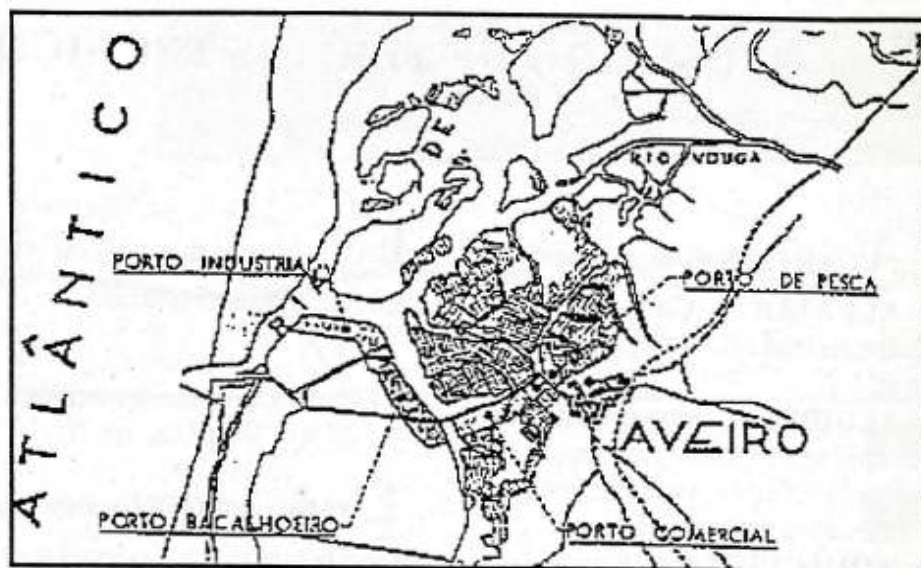 ATLÂNTICO
DE
RIO VOUGA
PORTO INDUSTRIAL
PORTO DE PESCA
AVEIRO
PORTO BACALHOEIRO
PORTO COMERCIAL